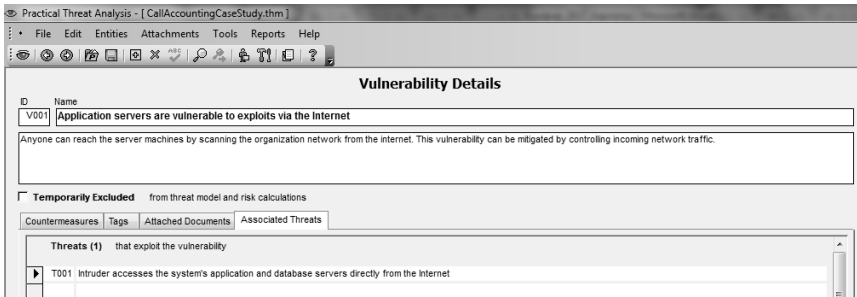 Practical Threat Analysis - [ CallAccountingCaseStudy.thm ]
File Edit Entities Attachments Tools Reports Help
ABC
?
Vulnerability Details
ID Name
V001 Application servers are vulnerable to exploits via the Internet
Anyone can reach the server machines by scanning the organization network from the internet. This vulnerability can be mitigated by controlling incoming network traffic.
Temporarily Excluded from threat model and risk calculations
Countermeasures Tags Attached Documents Associated Threats
Threats (1) that exploit the vulnerability
T001 Intruder accesses the system's application and database servers directly from the Internet